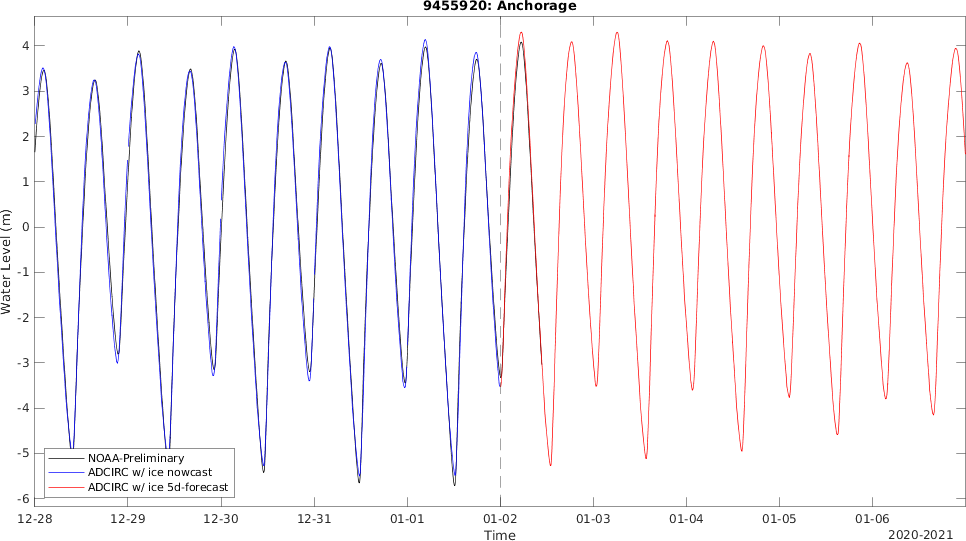 9455920: Anchorage
4
3
2
1
0
-1
-2
-3
-4
-5
-6
Water Level (m)
NOAA-Preliminary
ADCIRC w/ ice nowcast
ADCIRC w/ ice 5d-forecast
12-28 12-29 12-30 12-31 01-01 01-02 01-03 01-04 01-05 01-06
Time
2020-2021